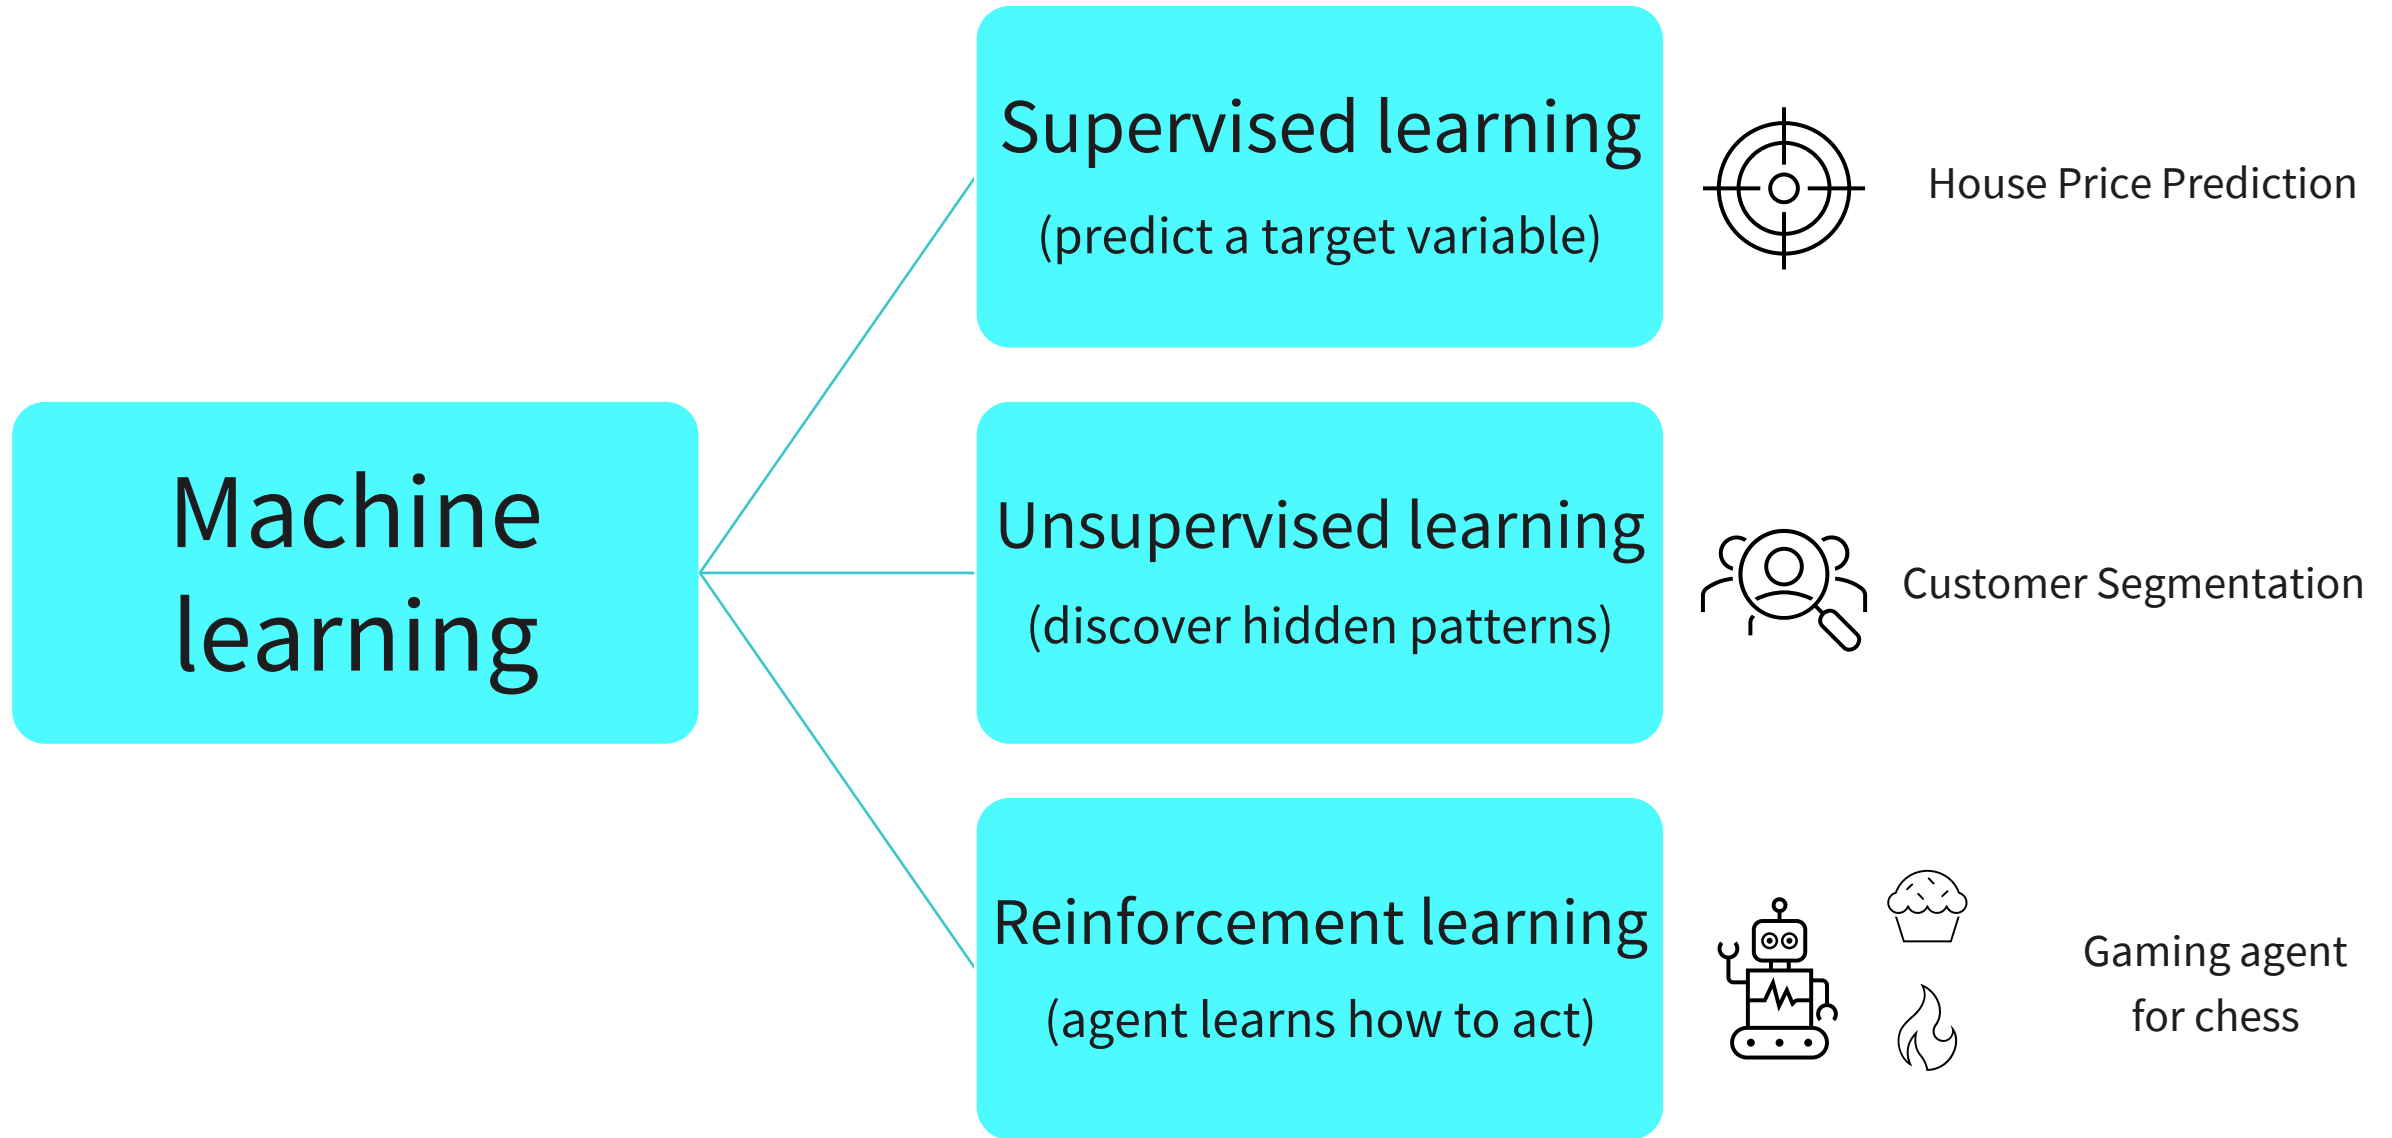 Machine
learning
Supervised learning
(predict a target variable)
House Price Prediction
Unsupervised learning
(discover hidden patterns)
Customer Segmentation
Reinforcement learning
(agent learns how to act)
Gaming agent
for chess